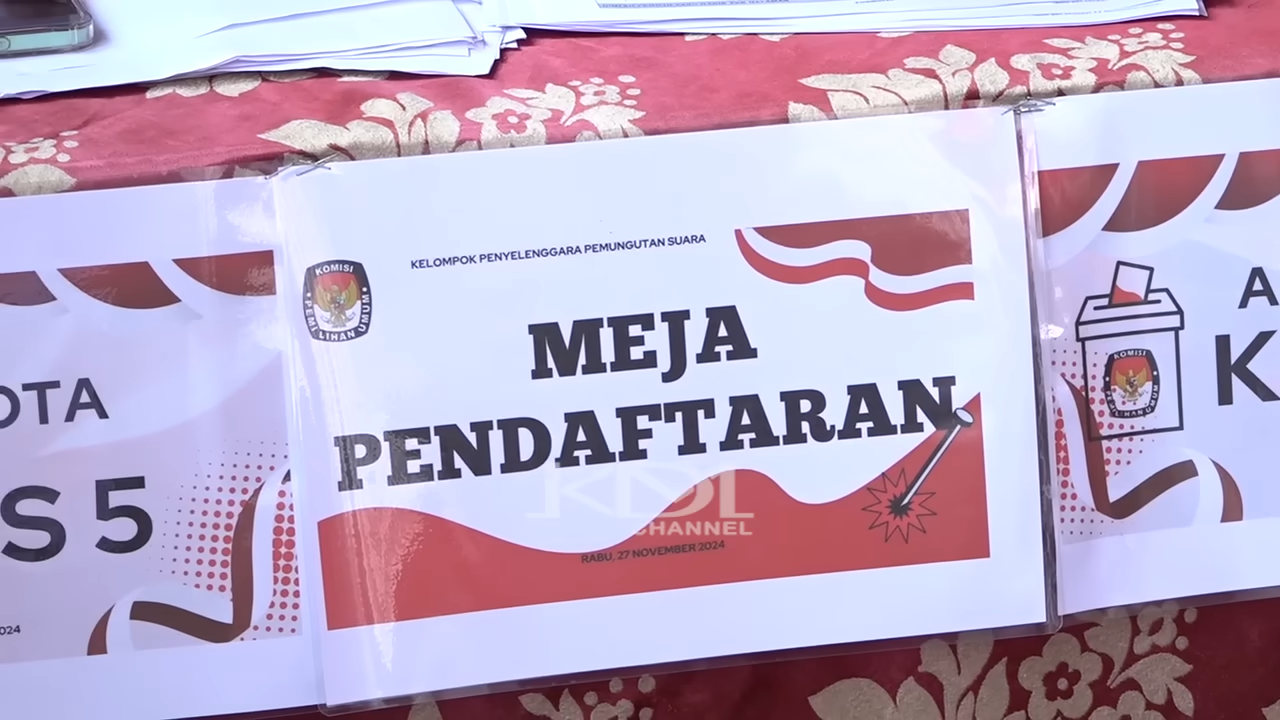 KELOMPOK PENYELENGGARA PEMUNGUTAN SUARA
KOMISI
PEMILIHAN UMUM
MEJA
PENDAFTARAN
KDL
CHANNEL
RABU, 27 NOVEMBER 2024
OTA
S 5
2024
A
K
KOMISI
PEMILIHAN UMUM